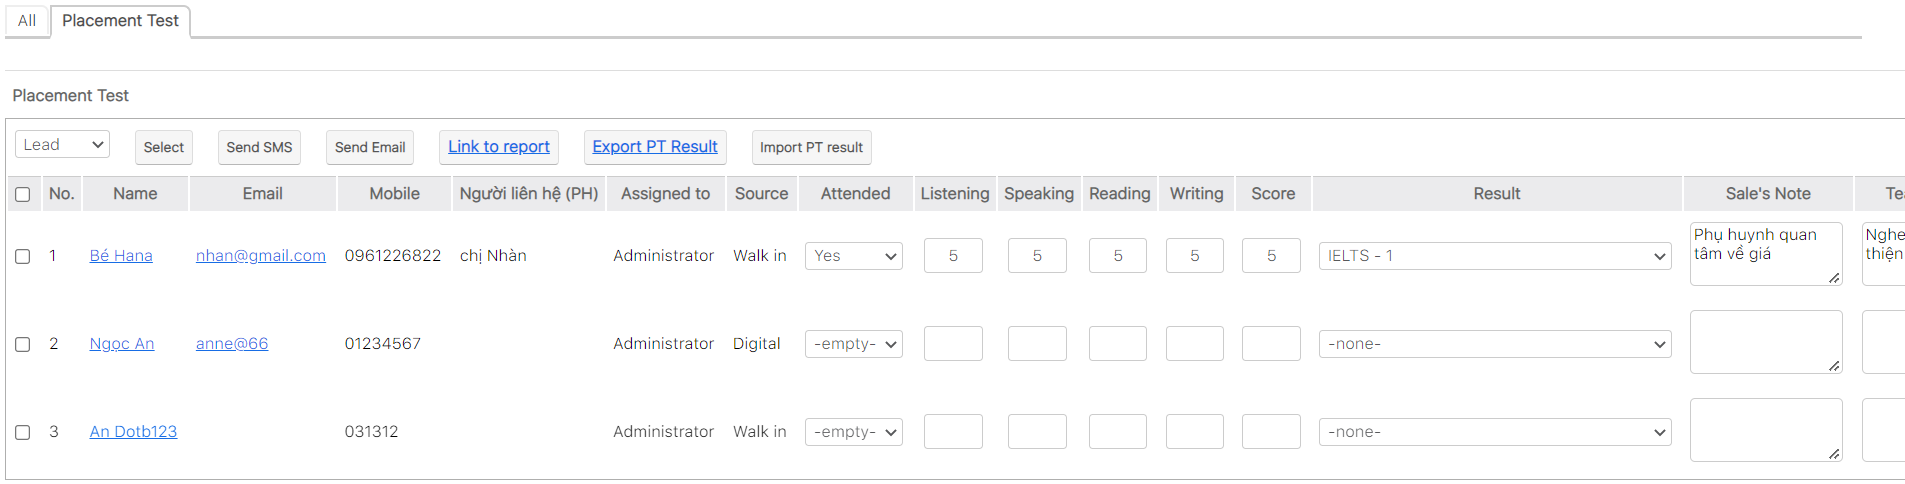 All Placement Test
Placement Test
Lead Select Send SMS Send Email Link to report Export PT Result Import PT result
No. Name Email Mobile Người liên hệ (PH) Assigned to Source Attended Listening Speaking Reading Writing Score Result Sale's Note Tea
1 Bé Hana nhan@gmail.com 0961226822 chị Nhàn Administrator Walk in Yes 5 5 5 5 5 IELTS - 1 Phụ huynh quan Nghe
tâm về giá thiện
2 Ngọc An anne@66 01234567 Administrator Digital -empty- -none-
3 An Dotb123 031312 Administrator Walk in -empty- -none-